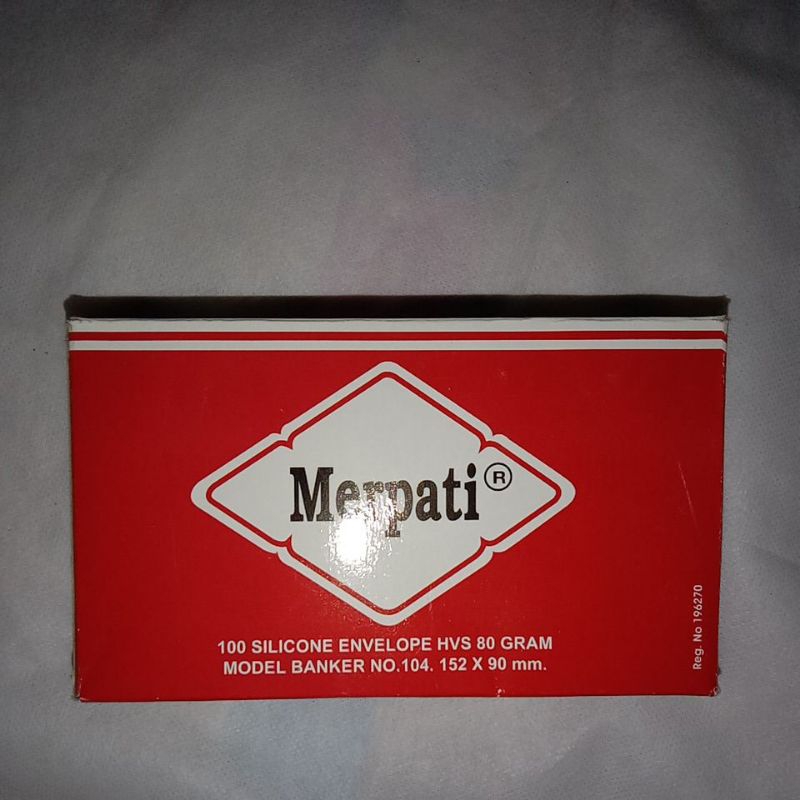 Merpati ®
100 SILICONE ENVELOPE HVS 80 GRAM
MODEL BANKER NO.104. 152 X 90 mm.
Reg. No 196270